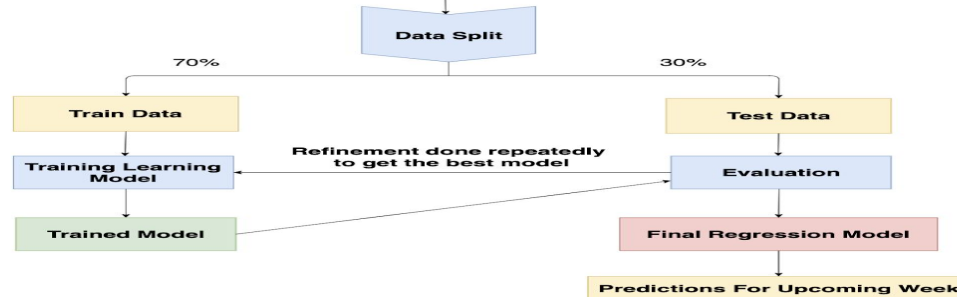 Data Split
70%
30%
Train Data
Test Data
Refinement done repeatedly
to get the best model
Training Learning
Model
Evaluation
Trained Model
Final Regression Model
Predictions For Upcoming Week